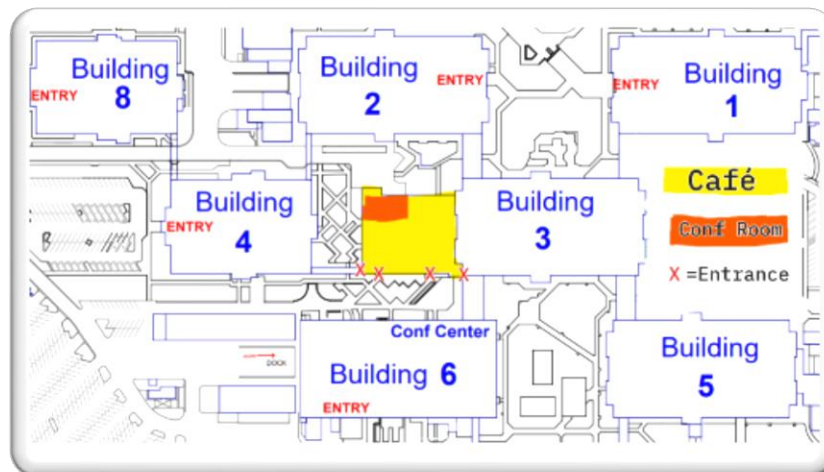 Building
8
ENTRY
Building
2
ENTRY
Building
1
ENTRY
Building
4
ENTRY
Building
3
Café
Conf Room
X =Entrance
X X X X
Conf Center
Building 6
ENTRY
DOCK
Building
5